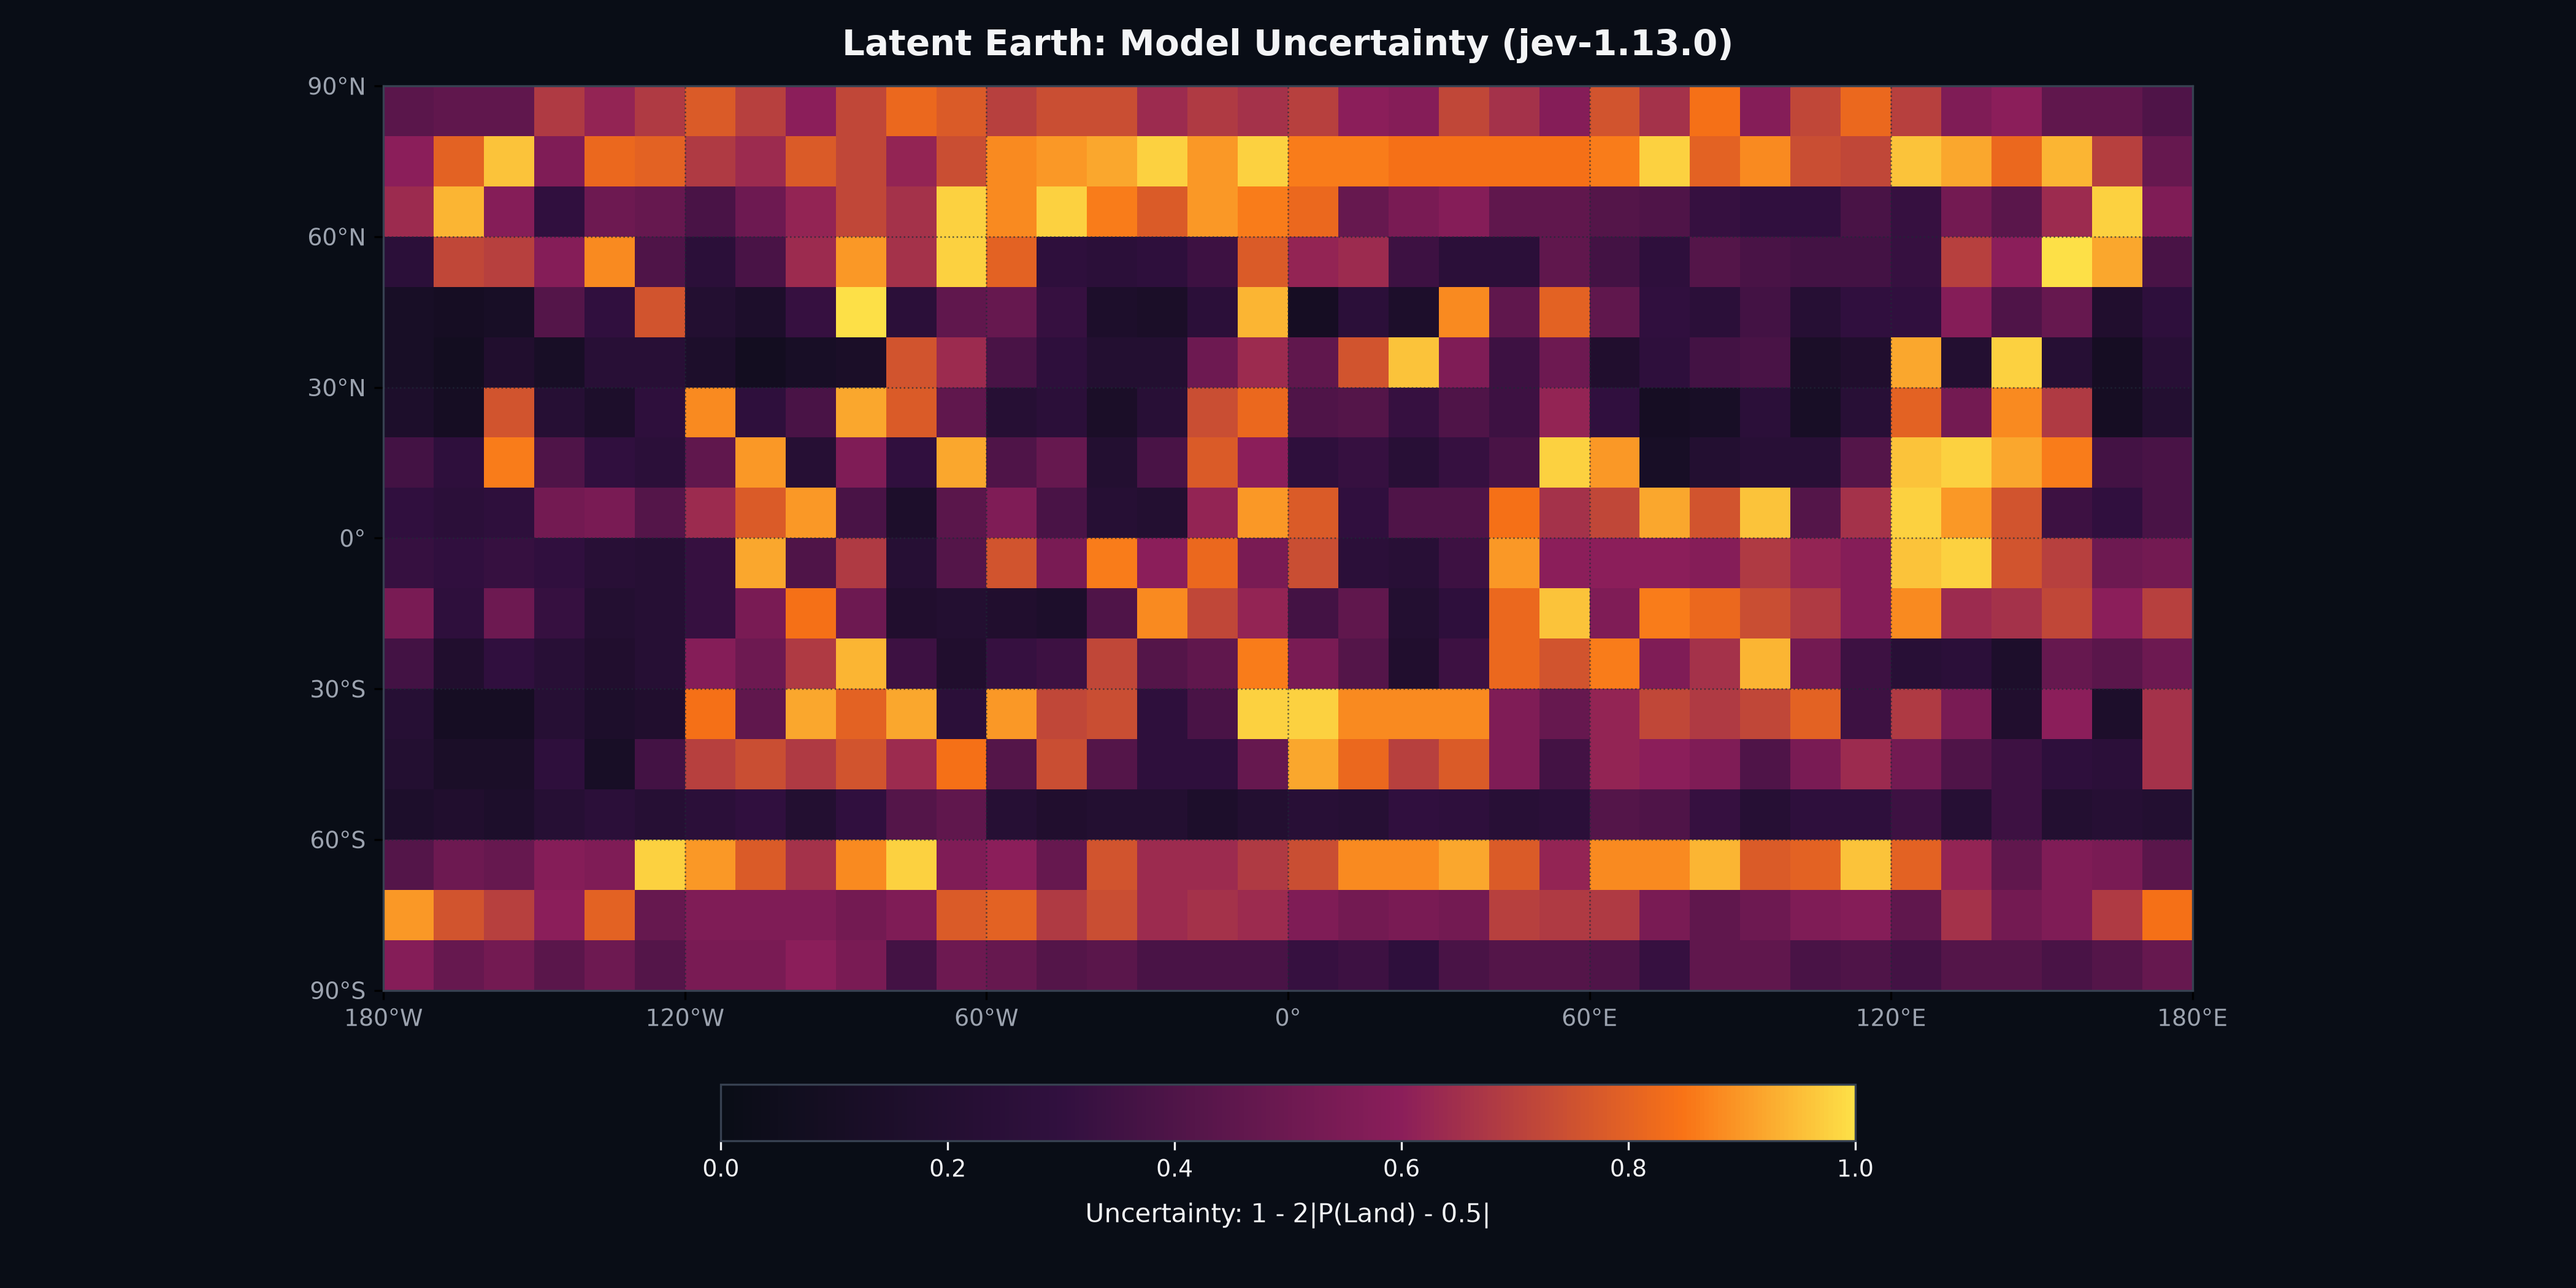 Latent Earth: Model Uncertainty (jev-1.13.0)
90°N
60°N
30°N
0°
30°S
60°S
90°S
180°W 120°W 60°W 0° 60°E 120°E 180°E
0.0 0.2 0.4 0.6 0.8 1.0
Uncertainty: 1 - 2|P(Land) - 0.5|